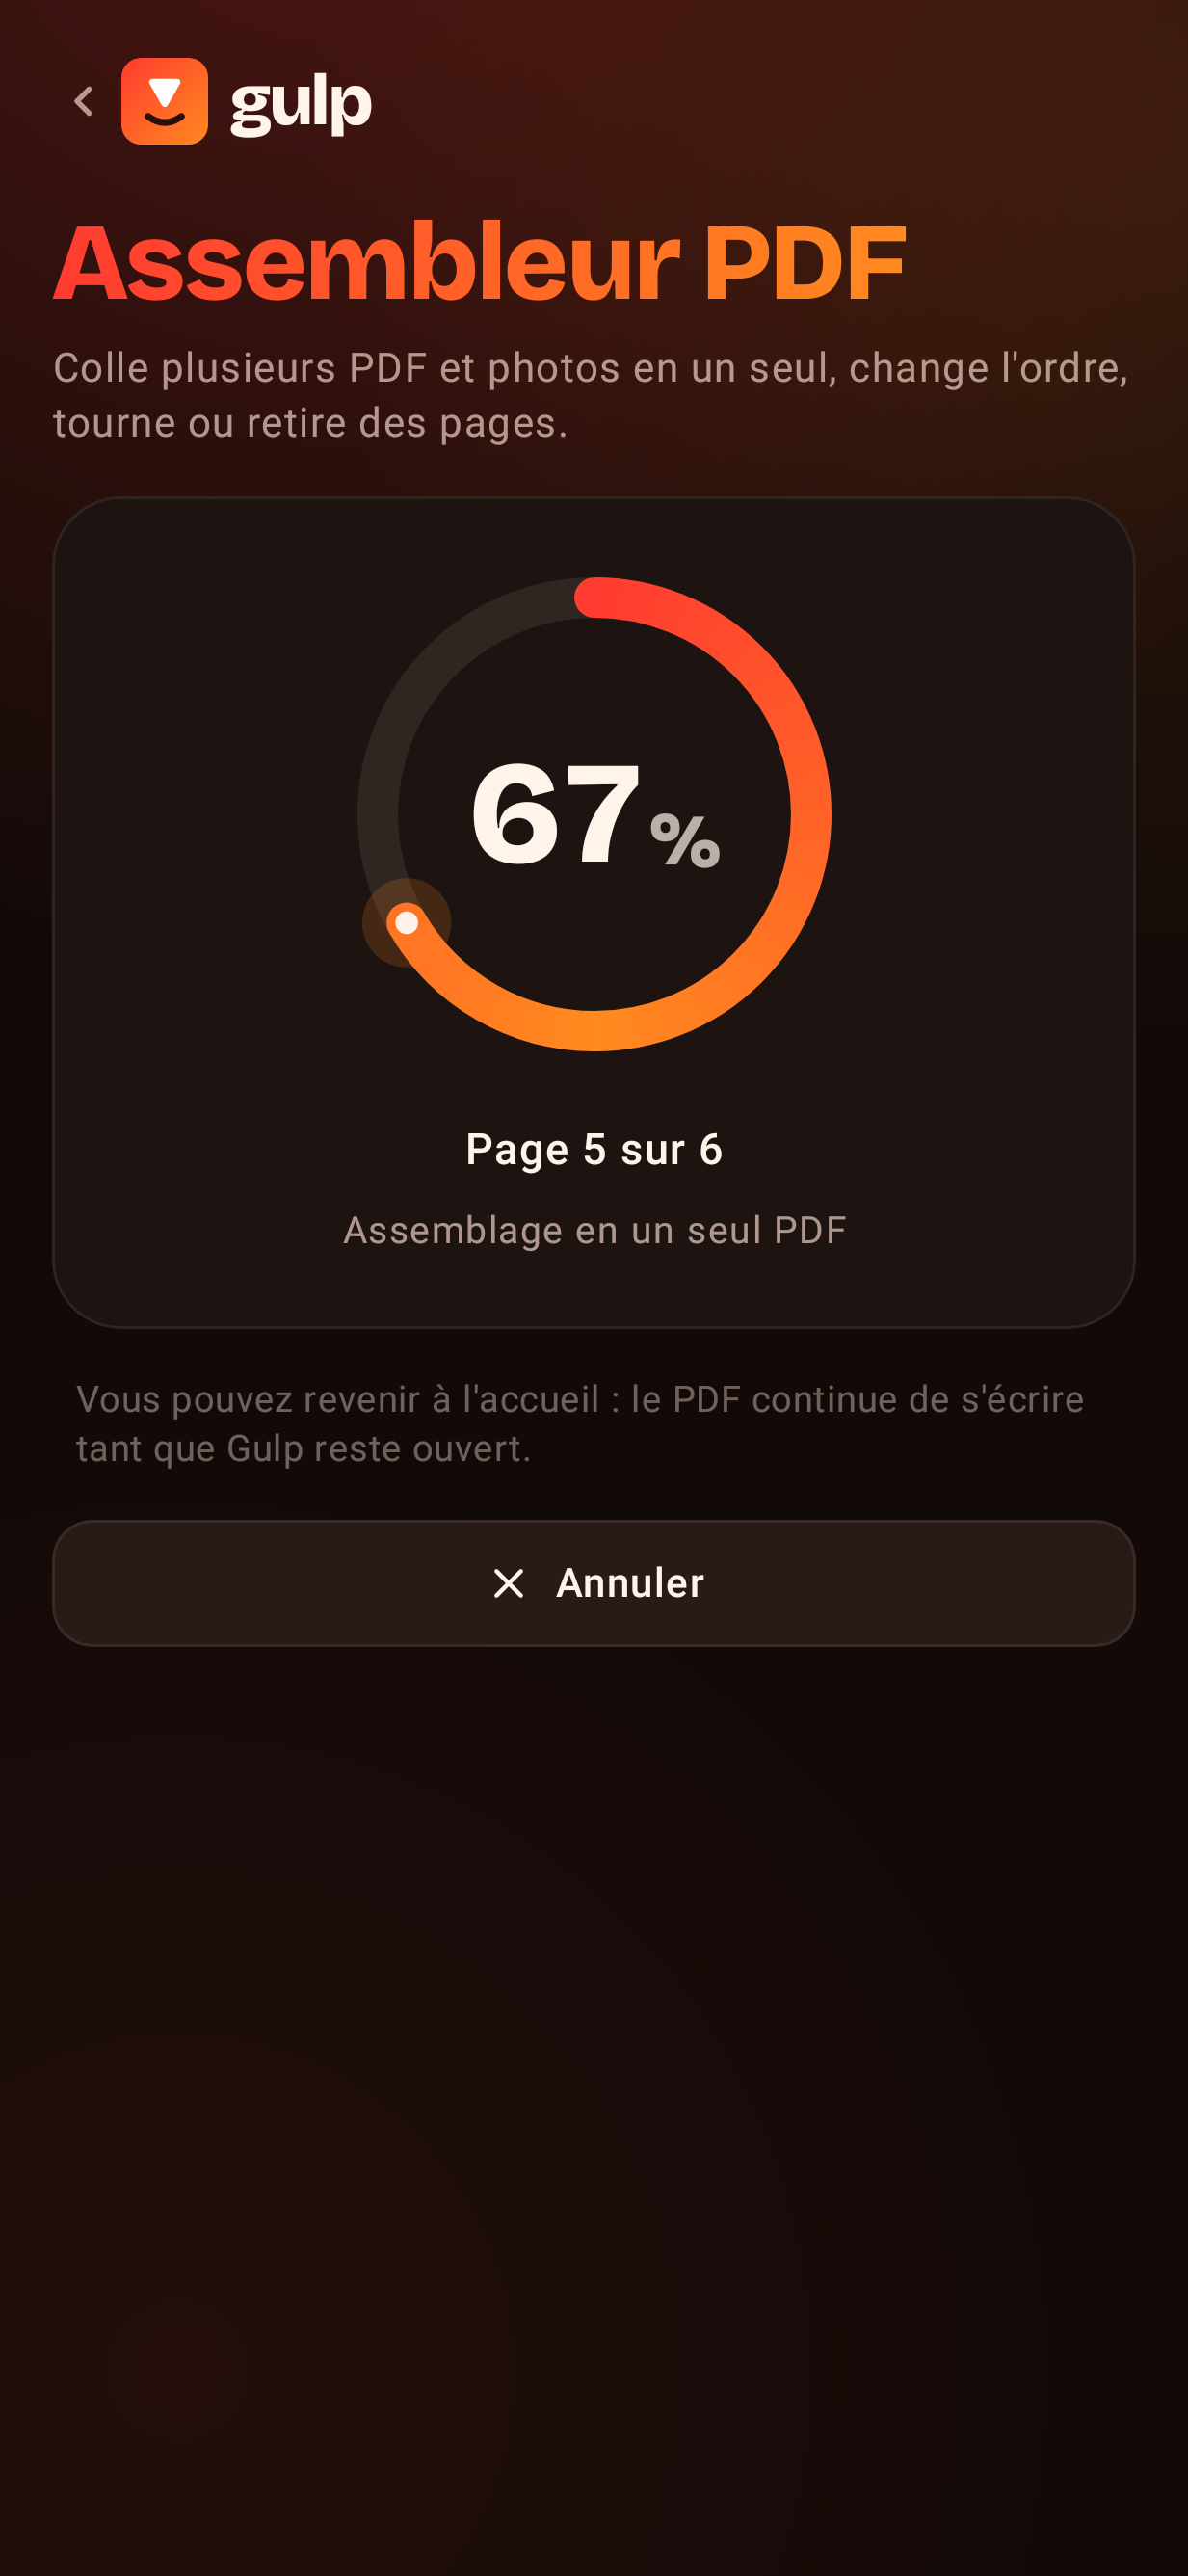 gulp
Assembleur PDF
Colle plusieurs PDF et photos en un seul, change l'ordre,
tourne ou retire des pages.
67%
Page 5 sur 6
Assemblage en un seul PDF
Vous pouvez revenir à l'accueil : le PDF continue de s'écrire
tant que Gulp reste ouvert.
Annuler